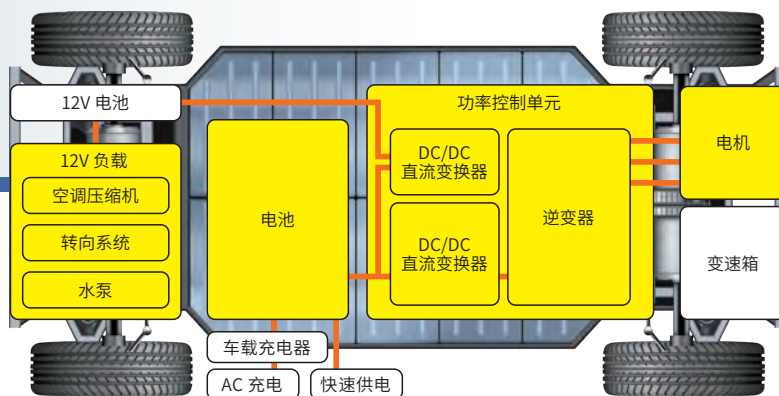 12V 电池
12V 负载
空调压缩机
转向系统
水泵
电池
车载充电器
AC 充电
快速供电
功率控制单元
DC/DC
直流变换器
DC/DC
直流变换器
逆变器
电机
变速箱